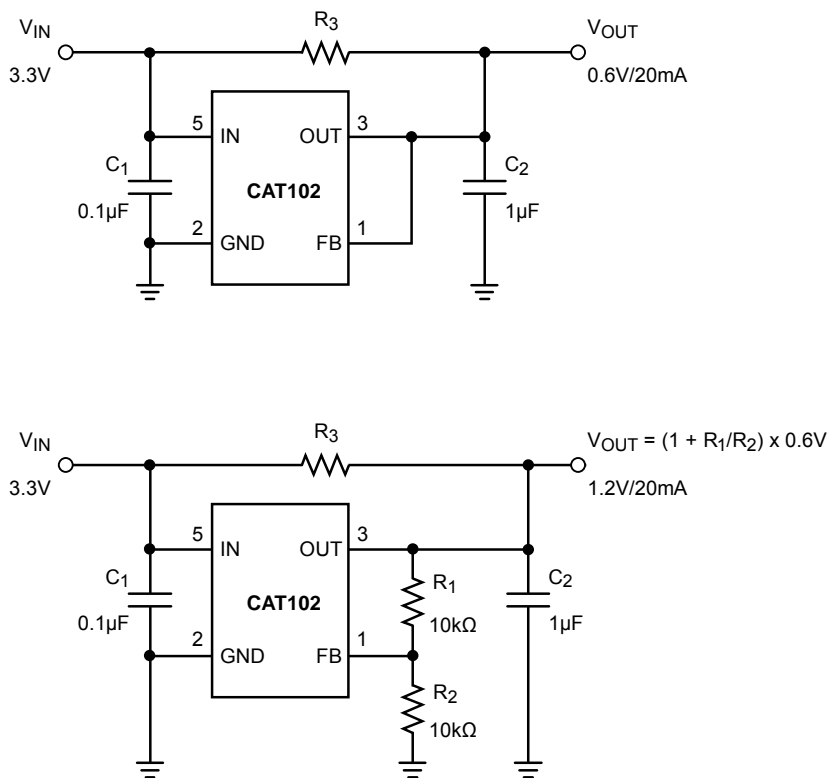 VIN
R3
VOUT
3.3V
0.6V/20mA
5
IN
OUT
3
C1
0.1µF
CAT102
C2
1µF
2
GND
FB
1
VIN
R3
VOUT = (1 + R1/R2) x 0.6V
3.3V
1.2V/20mA
5
IN
OUT
3
C1
0.1µF
CAT102
R1
10kΩ
C2
1µF
2
GND
FB
1
R2
10kΩ